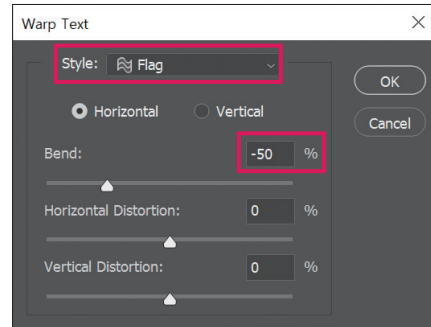 Warp Text
Style: Flag
OK
Horizontal Vertical
Cancel
Bend: -50 %
Horizontal Distortion: 0 %
Vertical Distortion: 0 %